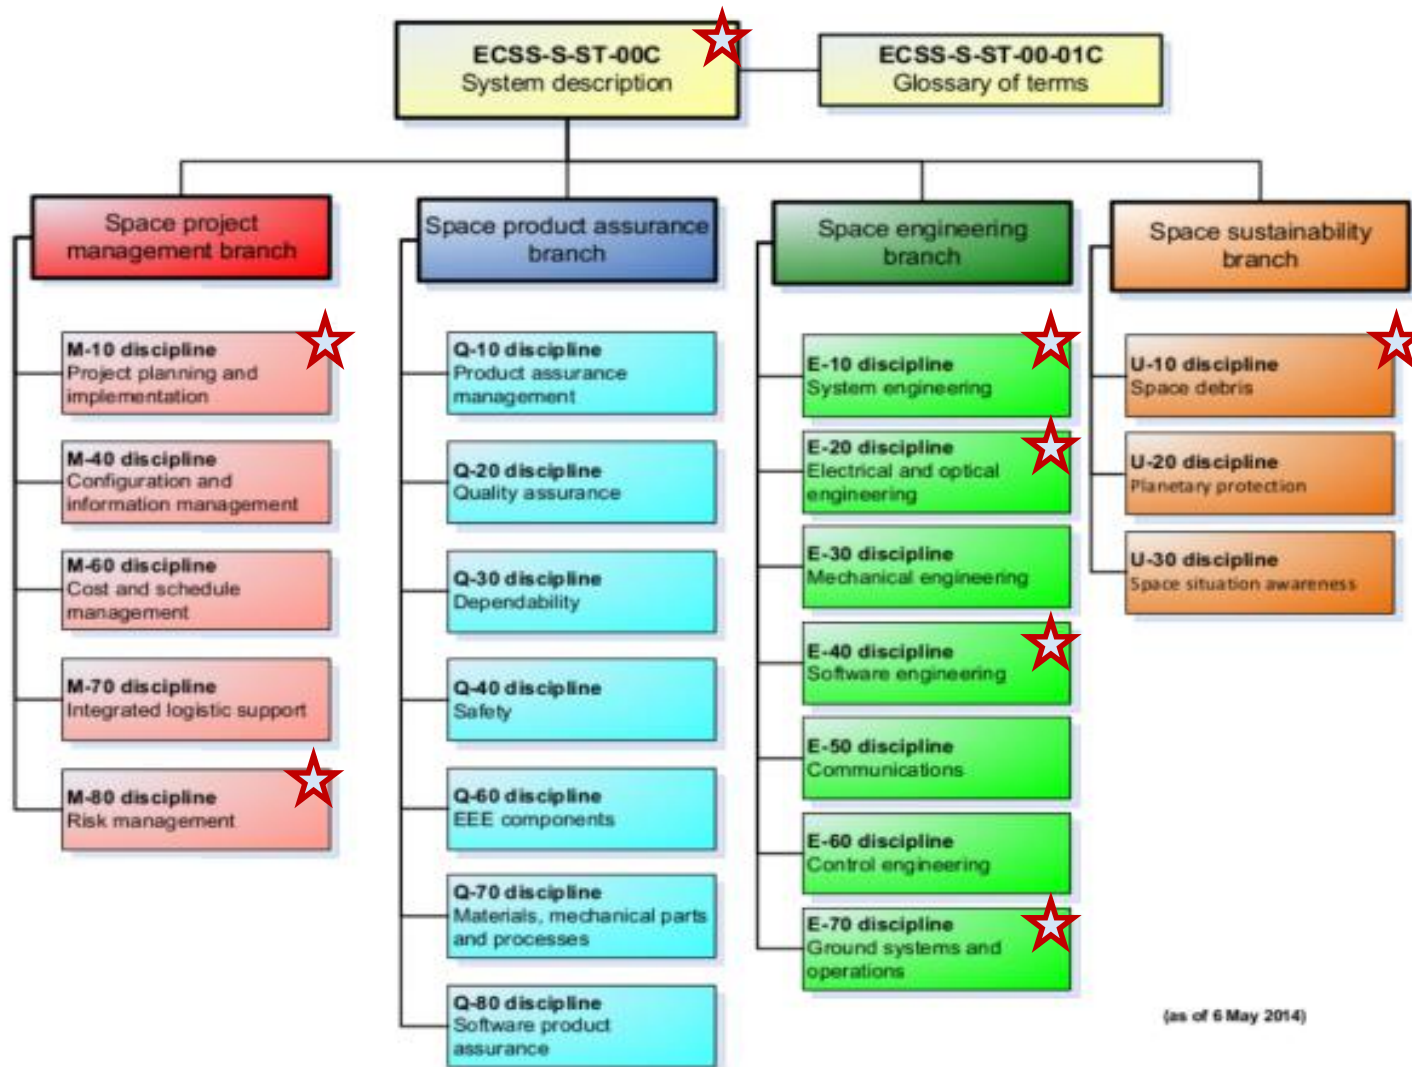 ECSS-S-ST-00C
System description
ECSS-S-ST-00-01C
Glossary of terms
Space project
management branch
M-10 discipline
Project planning and
implementation
M-40 discipline
Configuration and
information management
M-60 discipline
Cost and schedule
management
M-70 discipline
Integrated logistic support
M-80 discipline
Risk management
Space product assurance
branch
Q-10 discipline
Product assurance
management
Q-20 discipline
Quality assurance
Q-30 discipline
Dependability
Q-40 discipline
Safety
Q-60 discipline
EEE components
Q-70 discipline
Materials, mechanical parts
and processes
Q-80 discipline
Software product
assurance
Space engineering
branch
E-10 discipline
System engineering
E-20 discipline
Electrical and optical
engineering
E-30 discipline
Mechanical engineering
E-40 discipline
Software engineering
E-50 discipline
Communications
E-60 discipline
Control engineering
E-70 discipline
Ground systems and
operations
Space sustainability
branch
U-10 discipline
Space debris
U-20 discipline
Planetary protection
U-30 discipline
Space situation awareness
(as of 6 May 2014)